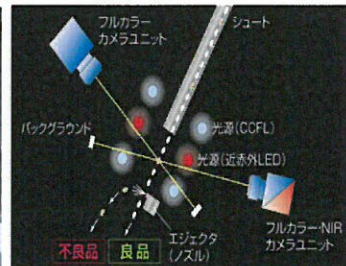 フルカラー
カメラユニット
シュート
バックグラウンド
光源(CCFL)
光源(近赤外LED)
フルカラー・NIR
カメラユニット
エジェクタ
(ノズル)
不良品
良品